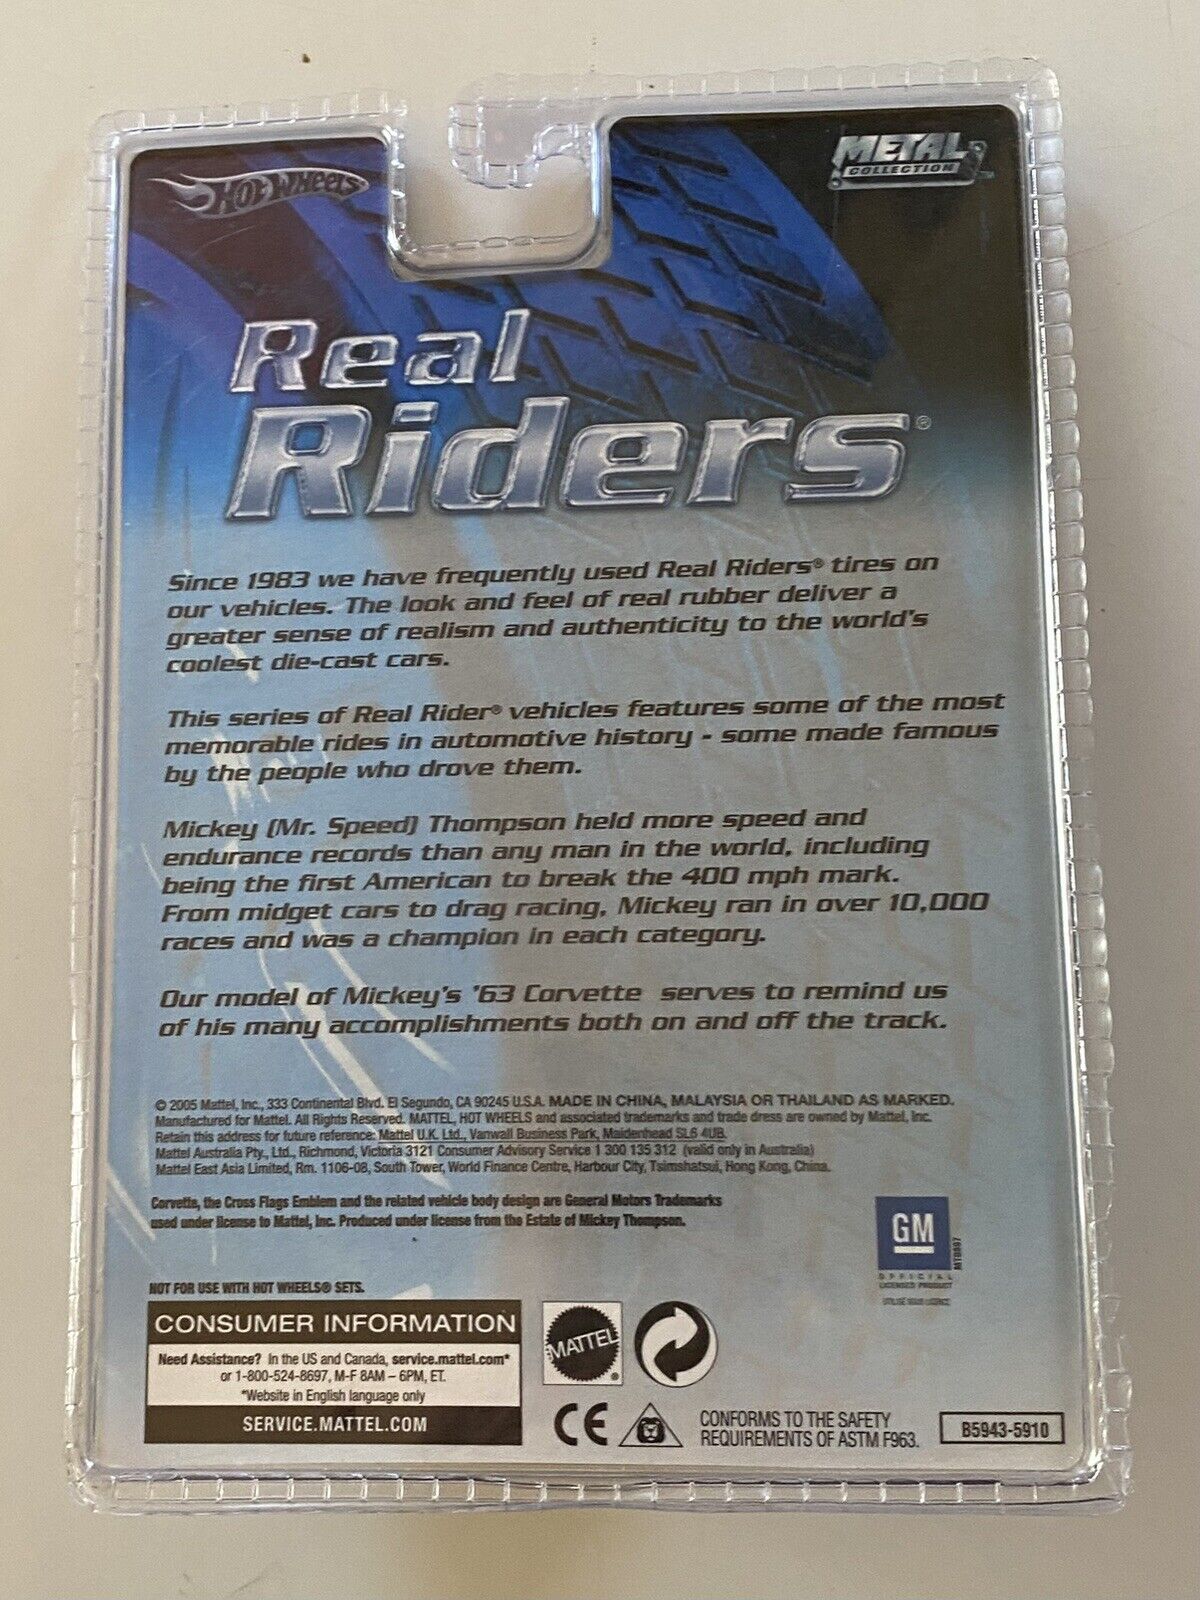 HOT WHEELS
METAL
COLLECTION
Real
Riders®
Since 1983 we have frequently used Real Riders® tires on
our vehicles. The look and feel of real rubber deliver a
greater sense of realism and authenticity to the world's
coolest die-cast cars.
This series of Real Rider® vehicles features some of the most
memorable rides in automotive history - some made famous
by the people who drove them.
Mickey (Mr. Speed) Thompson held more speed and
endurance records than any man in the world, including
being the first American to break the 400 mph mark.
From midget cars to drag racing, Mickey ran in over 10,000
races and was a champion in each category.
Our model of Mickey's '63 Corvette serves to remind us
of his many accomplishments both on and off the track.
© 2005 Mattel, Inc., 333 Continental Blvd. El Segundo, CA 90245 U.S.A. MADE IN CHINA, MALAYSIA OR THAILAND AS MARKED.
Manufactured for Mattel. All Rights Reserved. MATTEL, HOT WHEELS and associated trademarks and trade dress are owned by Mattel, Inc.
Retain this address for future reference: Mattel U.K. Ltd., Vanwall Business Park, Maidenhead SL6 4UB.
Mattel Australia Pty., Ltd., Richmond, Victoria 3121 Consumer Advisory Service 1 300 135 312 (valid only in Australia)
Mattel East Asia Limited, Rm. 1106-08, South Tower, World Finance Centre, Harbour City, Tsimshatsui, Hong Kong, China.
Corvette, the Cross Flags Emblem and the related vehicle body design are General Motors Trademarks
used under license to Mattel, Inc. Produced under license from the Estate of Mickey Thompson.
GM
OFFICIAL
LICENSED PRODUCT
NOT FOR USE WITH HOT WHEELS® SETS.
CONSUMER INFORMATION
Need Assistance? In the US and Canada, service.mattel.com*
or 1-800-524-8697, M-F 8AM – 6PM, ET.
*Website in English language only
SERVICE.MATTEL.COM
MATTEL®
CE
CONFORMS TO THE SAFETY
REQUIREMENTS OF ASTM F963.
B5943-5910